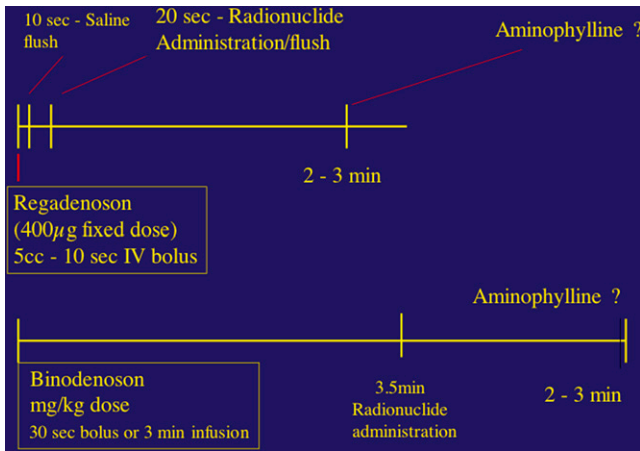 10 sec - Saline
flush
20 sec - Radionuclide
Administration/flush
Aminophylline ?
2 - 3 min
Regadenoson
(400µg fixed dose)
5cc - 10 sec IV bolus
Aminophylline ?
Binodenoson
mg/kg dose
30 sec bolus or 3 min infusion
3.5min
Radionuclide
administration
2 - 3 min